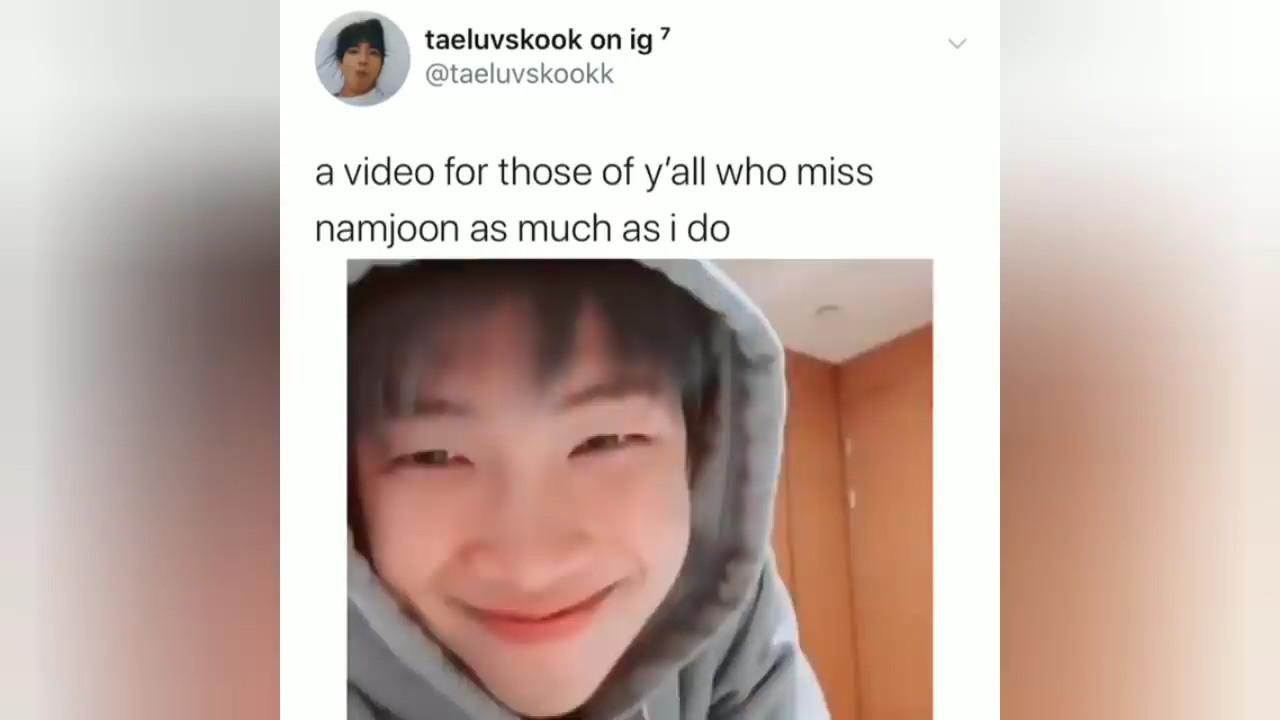 taeluvskook on ig ⁷
@taeluvskookk
a video for those of y'all who miss
namjoon as much as i do